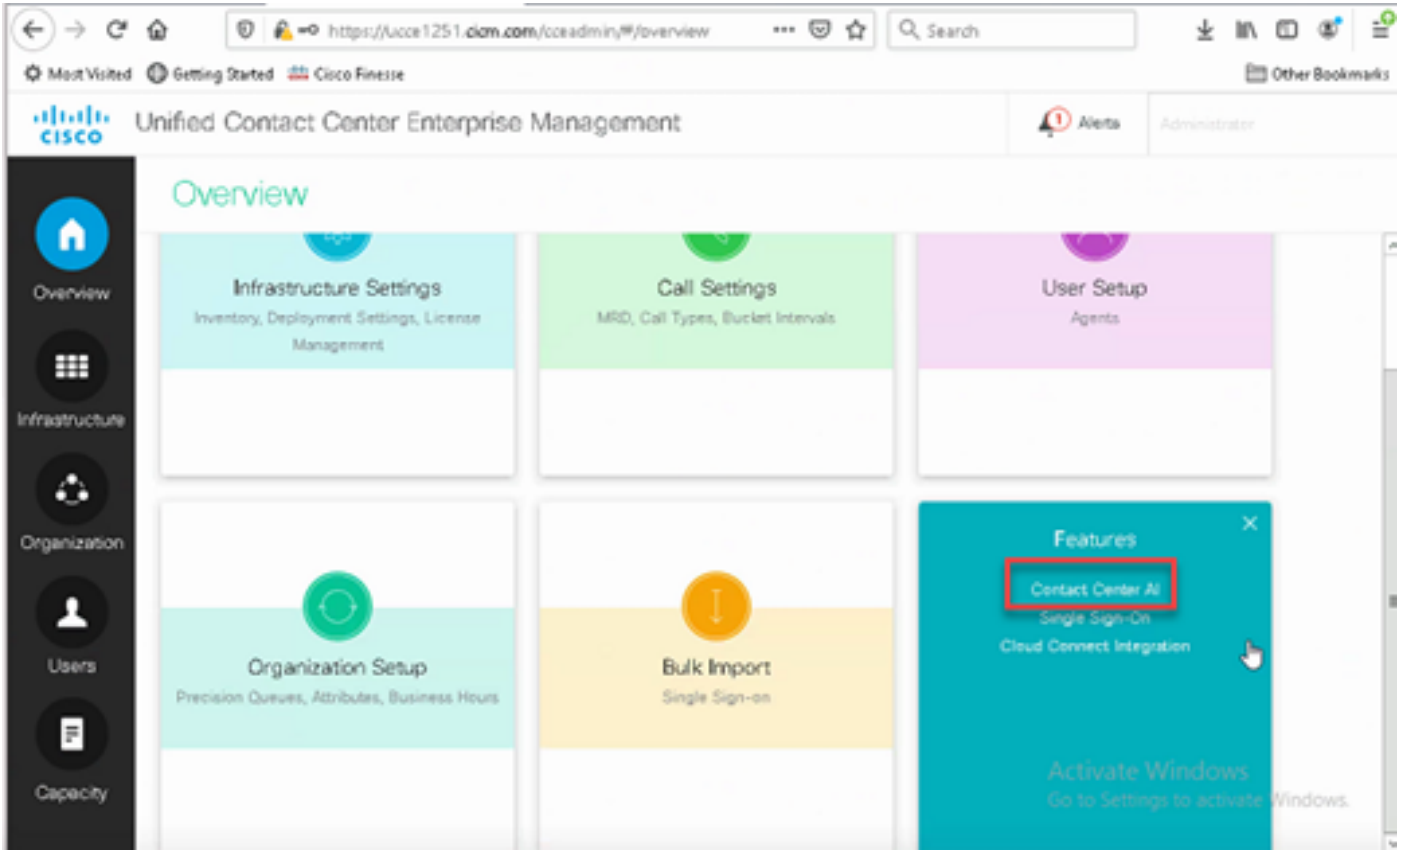 https://ucce1251.cicm.com/cceadmin/#/overview
Search
Most Visited
Getting Started
Cisco Finesse
Other Bookmarks
CISCO
Unified Contact Center Enterprise Management
1
Alerts
Administrator
Overview
Overview
Infrastructure
Organization
Users
Capacity
Infrastructure Settings
Inventory, Deployment Settings, License
Management
Call Settings
MRD, Call Types, Bucket Intervals
User Setup
Agents
Organization Setup
Precision Queues, Attributes, Business Hours
Bulk Import
Single Sign-on
Features
Contact Center AI
Single Sign-On
Cloud Connect Integration
Activate Windows
Go to Settings to activate Windows.